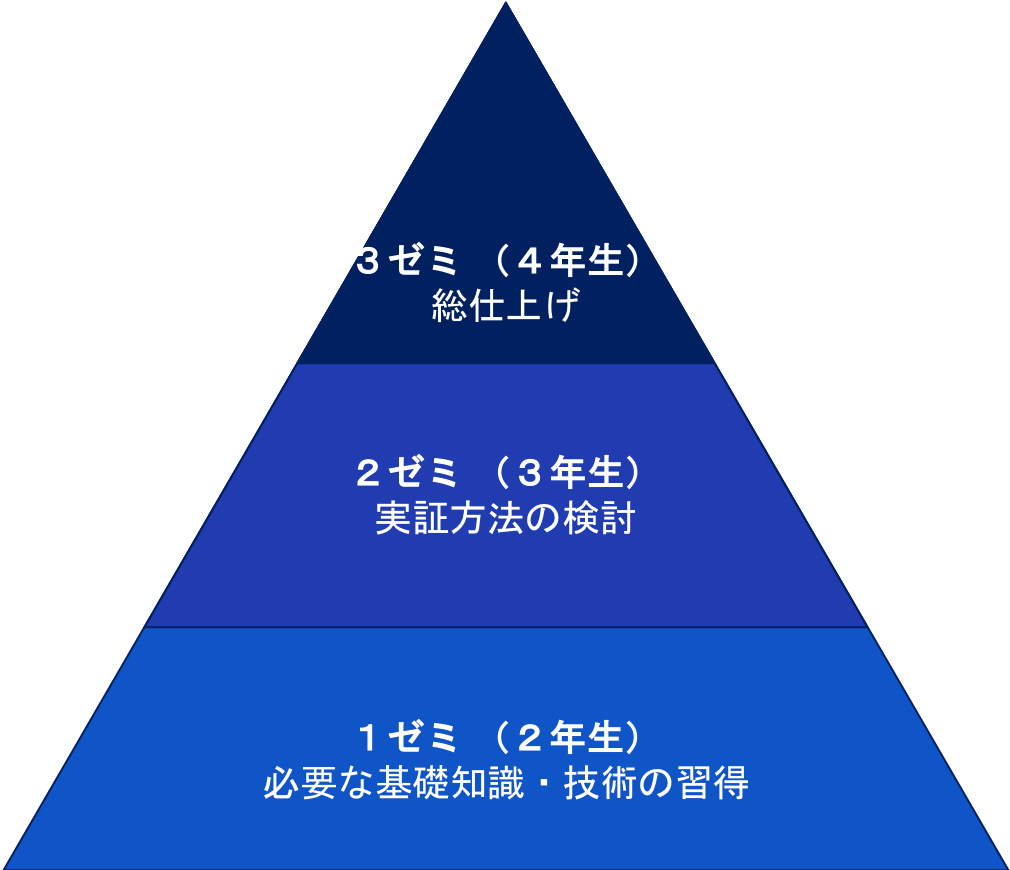 ３ゼミ （４年生）
総仕上げ
２ゼミ （３年生）
実証方法の検討
１ゼミ （２年生）
必要な基礎知識・技術の習得